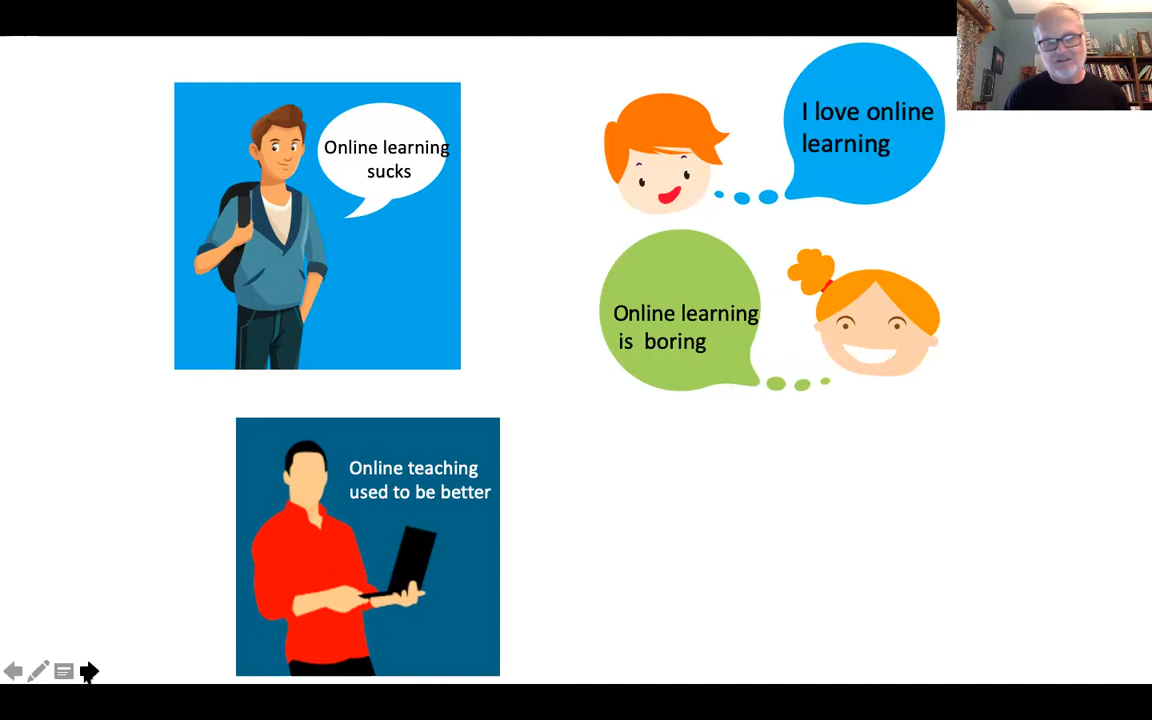 Online learning
sucks
I love online
learning
Online learning
is boring
Online teaching
used to be better